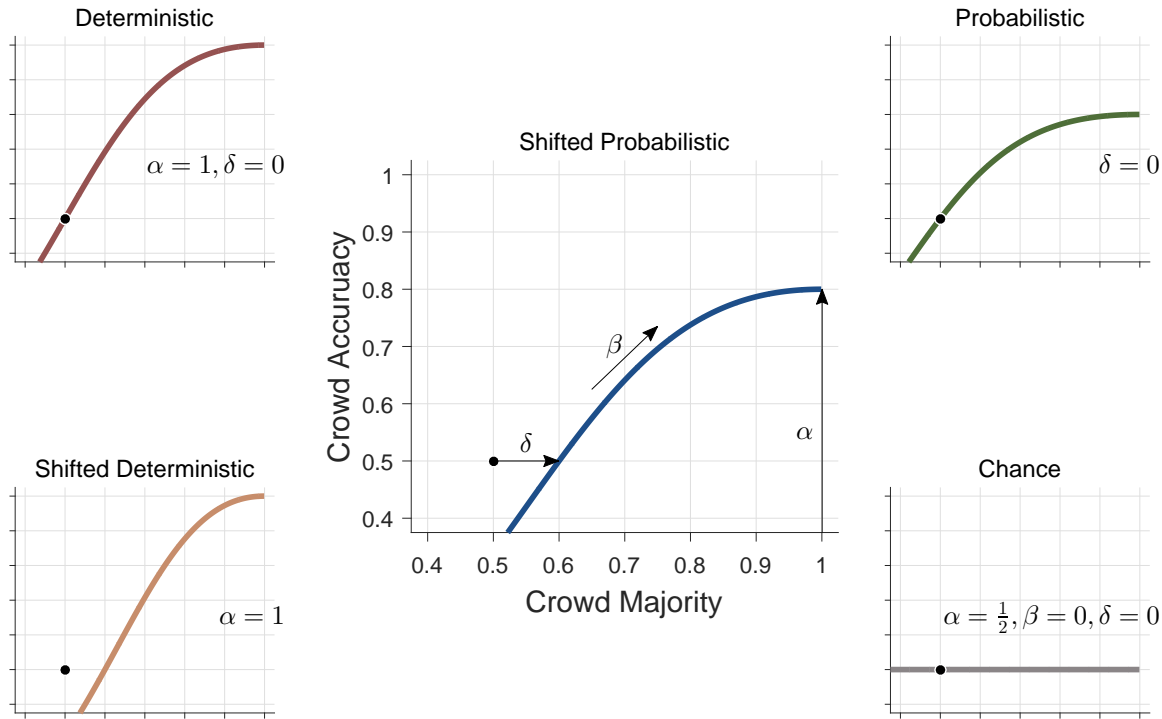 Deterministic
α = 1, δ = 0
Probabilistic
δ = 0
Shifted Probabilistic
Crowd Accuruacy
1
0.9
0.8
0.7
0.6
0.5
0.4
β
δ
α
0.4 0.5 0.6 0.7 0.8 0.9 1
Crowd Majority
Shifted Deterministic
α = 1
Chance
α = 1/2, β = 0, δ = 0